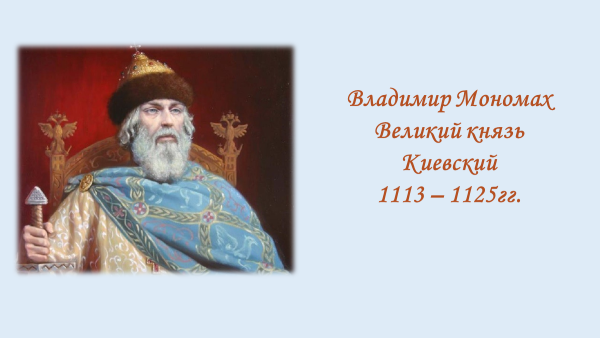 Владимир Мономах
Великий князь
Киевский
1113 – 1125гг.